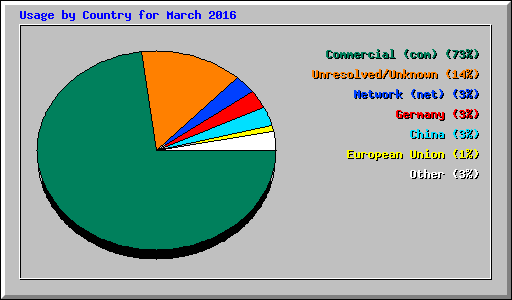 Usage by Country for March 2016
Commercial (com) (73%)
Unresolved/Unknown (14%)
Network (net) (3%)
Germany (3%)
China (3%)
European Union (1%)
Other (3%)